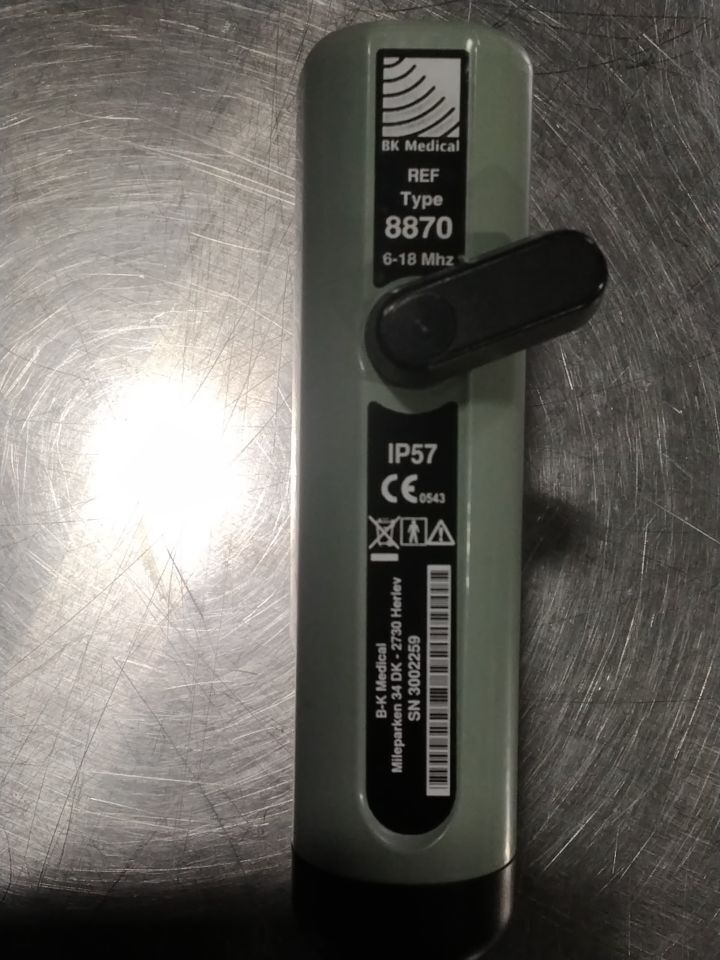 BK Medical
REF
Type
8870
6-18 Mhz
IP57
CE 0543
B-K Medical
Mileparken 34 DK - 2730 Herlev
SN 3002259